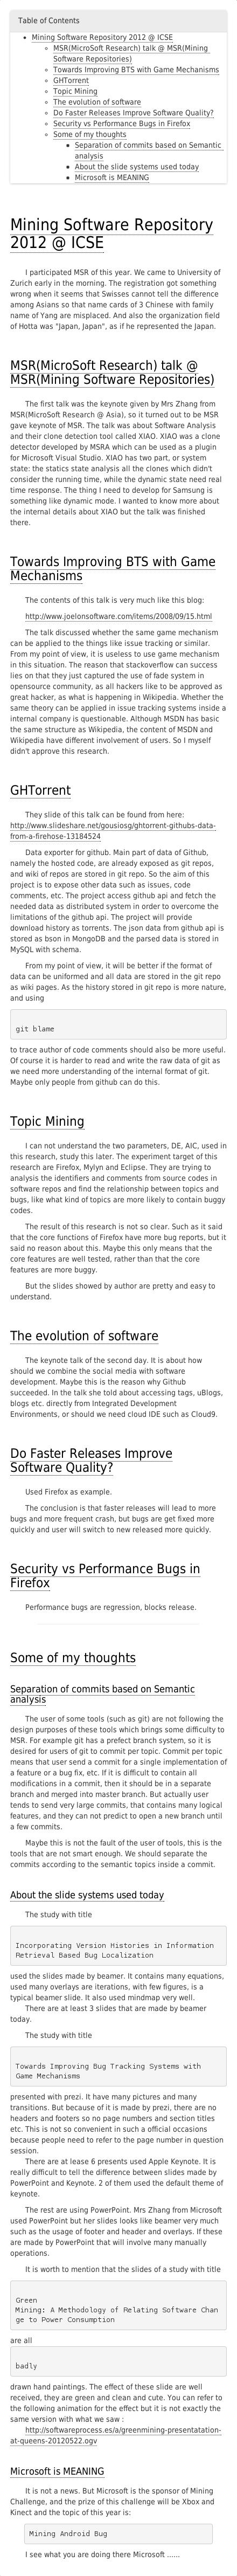 Table of Contents
Mining Software Repository 2012 @ ICSE
MSR(MicroSoft Research) talk @ MSR(Mining
Software Repositories)
Towards Improving BTS with Game Mechanisms
GHTorrent
Topic Mining
The evolution of software
Do Faster Releases Improve Software Quality?
Security vs Performance Bugs in Firefox
Some of my thoughts
Separation of commits based on Semantic
analysis
About the slide systems used today
Microsoft is MEANING
Mining Software Repository
2012 @ ICSE
I participated MSR of this year. We came to University of
Zurich early in the morning. The registration got something
wrong when it seems that Swisses cannot tell the difference
among Asians so that name cards of 3 Chinese with family
name of Yang are misplaced. And also the organization field
of Hotta was "Japan, Japan", as if he represented the Japan.
MSR(MicroSoft Research) talk @
MSR(Mining Software Repositories)
The first talk was the keynote given by Mrs Zhang from
MSR(MicroSoft Research @ Asia), so it turned out to be MSR
gave keynote of MSR. The talk was about Software Analysis
and their clone detection tool called XIAO. XIAO was a clone
detector developed by MSRA which can be used as a plugin
for Microsoft Visual Studio. XIAO has two part, or system
state: the statics state analysis all the clones which didn't
consider the running time, while the dynamic state need real
time response. The thing I need to develop for Samsung is
something like dynamic mode. I wanted to know more about
the internal details about XIAO but the talk was finished
there.
Towards Improving BTS with Game
Mechanisms
The contents of this talk is very much like this blog:
http://www.joelonsoftware.com/items/2008/09/15.html
The talk discussed whether the same game mechanism
can be applied to the things like issue tracking or similar.
From my point of view, it is useless to use game mechanism
in this situation. The reason that stackoverflow can success
lies on that they just captured the use of fade system in
opensource community, as all hackers like to be approved as
great hacker, as what is happening in Wikipedia. Whether the
same theory can be applied in issue tracking systems inside a
internal company is questionable. Although MSDN has basic
the same structure as Wikipedia, the content of MSDN and
Wikipedia have different involvement of users. So I myself
didn't approve this research.
GHTorrent
They slide of this talk can be found from here:
http://www.slideshare.net/gousiosg/ghtorrent-githubs-data-
from-a-firehose-13184524
Data exporter for github. Main part of data of Github,
namely the hosted code, are already exposed as git repos,
and wiki of repos are stored in git repo. So the aim of this
project is to expose other data such as issues, code
comments, etc. The project access github api and fetch the
needed data as distributed system in order to overcome the
limitations of the github api. The project will provide
download history as torrents. The json data from github api is
stored as bson in MongoDB and the parsed data is stored in
MySQL with schema.
From my point of view, it will be better if the format of
data can be uniformed and all data are stored in the git repo
as wiki pages. As the history stored in git repo is more nature,
and using
git blame
to trace author of code comments should also be more useful.
Of course it is harder to read and write the raw data of git as
we need more understanding of the internal format of git.
Maybe only people from github can do this.
Topic Mining
I can not understand the two parameters, DE, AIC, used in
this research, study this later. The experiment target of this
research are Firefox, Mylyn and Eclipse. They are trying to
analysis the identifiers and comments from source codes in
software repos and find the relationship between topics and
bugs, like what kind of topics are more likely to contain buggy
codes.
The result of this research is not so clear. Such as it said
that the core functions of Firefox have more bug reports, but it
said no reason about this. Maybe this only means that the
core features are well tested, rather than that the core
features are more buggy.
But the slides showed by author are pretty and easy to
understand.
The evolution of software
The keynote talk of the second day. It is about how
should we combine the social media with software
development. Maybe this is the reason why Github
succeeded. In the talk she told about accessing tags, uBlogs,
blogs etc. directly from Integrated Development
Environments, or should we need cloud IDE such as Cloud9.
Do Faster Releases Improve
Software Quality?
Used Firefox as example.
The conclusion is that faster releases will lead to more
bugs and more frequent crash, but bugs are get fixed more
quickly and user will switch to new released more quickly.
Security vs Performance Bugs in
Firefox
Performance bugs are regression, blocks release.
Some of my thoughts
Separation of commits based on Semantic
analysis
The user of some tools (such as git) are not following the
design purposes of these tools which brings some difficulty to
MSR. For example git has a prefect branch system, so it is
desired for users of git to commit per topic. Commit per topic
means that user send a commit for a single implementation of
a feature or a bug fix, etc. If it is difficult to contain all
modifications in a commit, then it should be in a separate
branch and merged into master branch. But actually user
tends to send very large commits, that contains many logical
features, and they can not predict to open a new branch until
a few commits.
Maybe this is not the fault of the user of tools, this is the
tools that are not smart enough. We should separate the
commits according to the semantic topics inside a commit.
About the slide systems used today
The study with title
Incorporating Version Histories in Information
Retrieval Based Bug Localization
used the slides made by beamer. It contains many equations,
used many overlays are iterations, with few figures, is a
typical beamer slide. It also used mindmap very well.
There are at least 3 slides that are made by beamer
today.
The study with title
Towards Improving Bug Tracking Systems with
Game Mechanisms
presented with prezi. It have many pictures and many
transitions. But because of it is made by prezi, there are no
headers and footers so no page numbers and section titles
etc. This is not so convenient in such a official occasions
because people need to refer to the page number in question
session.
There are at lease 6 presents used Apple Keynote. It is
really difficult to tell the difference between slides made by
PowerPoint and Keynote. 2 of them used the default theme of
keynote.
The rest are using PowerPoint. Mrs Zhang from Microsoft
used PowerPoint but her slides looks like beamer very much
such as the usage of footer and header and overlays. If these
are made by PowerPoint that will involve many manually
operations.
It is worth to mention that the slides of a study with title
Green
Mining: A Methodology of Relating Software Chan
ge to Power Consumption
are all
badly
drawn hand paintings. The effect of these slide are well
received, they are green and clean and cute. You can refer to
the following animation for the effect but it is not exactly the
same version with what we saw :
http://softwareprocess.es/a/greenmining-presentatation-
at-queens-20120522.ogv
Microsoft is MEANING
It is not a news. But Microsoft is the sponsor of Mining
Challenge, and the prize of this challenge will be Xbox and
Kinect and the topic of this year is:
Mining Android Bug
I see what you are doing there Microsoft ......